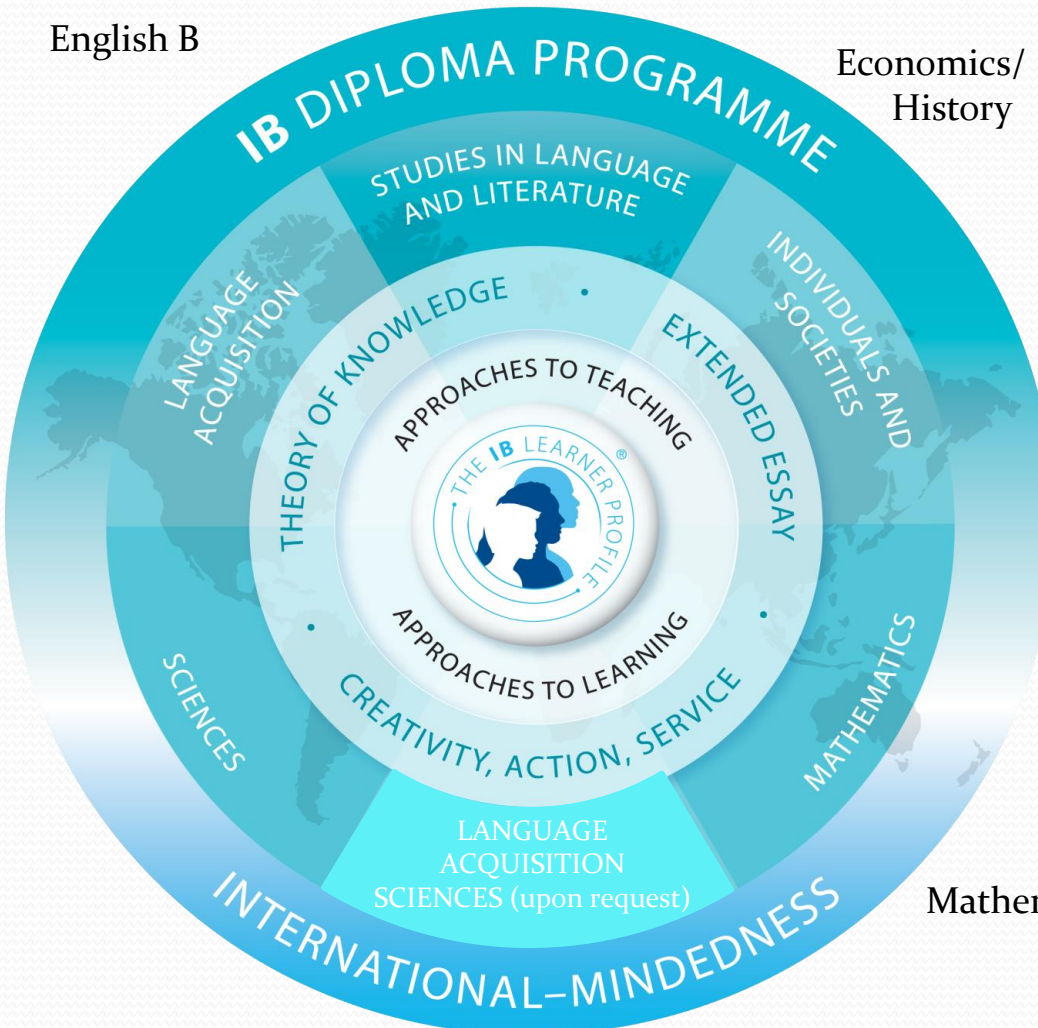 English B
Economics/
History
IB DIPLOMA PROGRAMME
STUDIES IN LANGUAGE
AND LITERATURE
LANGUAGE
ACQUISITION
INDIVIDUALS AND
SOCIETIES
THEORY OF KNOWLEDGE
EXTENDED ESSAY
APPROACHES TO TEACHING
THE IB LEARNER PROFILE ®
APPROACHES TO LEARNING
CREATIVITY, ACTION, SERVICE
SCIENCES
MATHEMATICS
LANGUAGE
ACQUISITION
SCIENCES (upon request)
Mather
INTERNATIONAL–MINDEDNESS